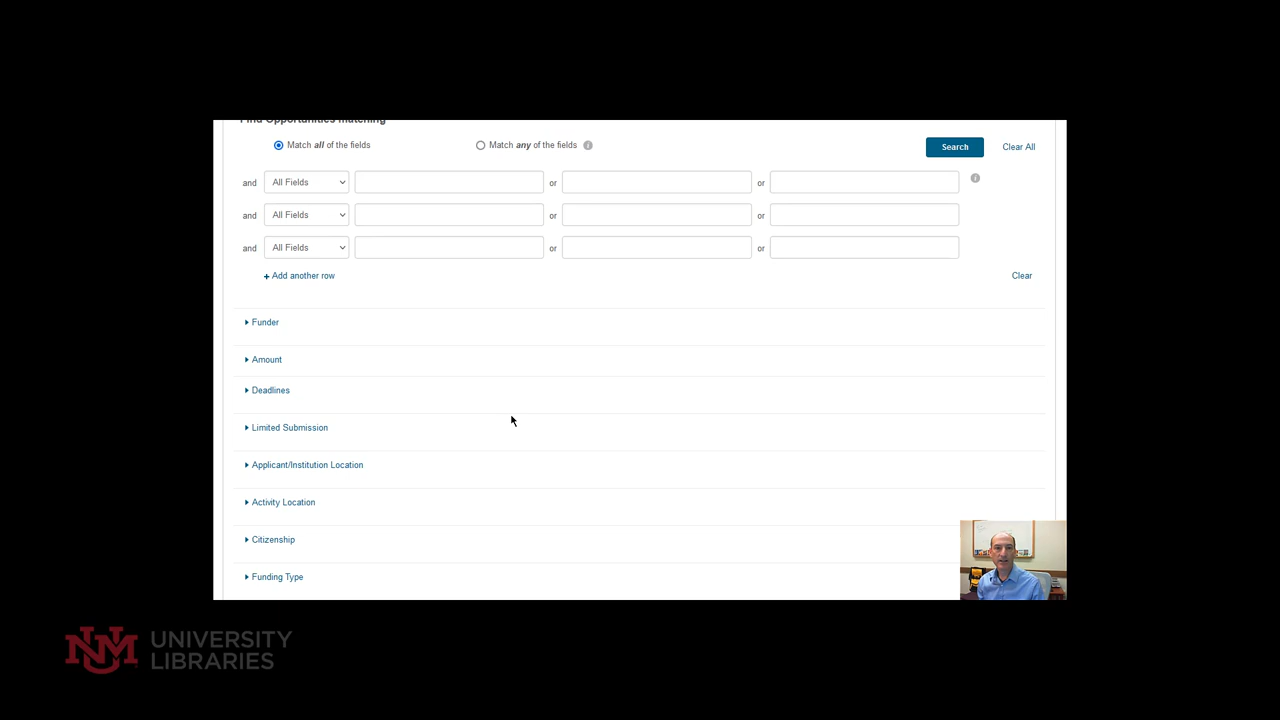 Find Opportunities Matching
Match all of the fields Match any of the fields i Search Clear All
and All Fields or or i
and All Fields or or
and All Fields or or
+ Add another row Clear
Funder
Amount
Deadlines
Limited Submission
Applicant/Institution Location
Activity Location
Citizenship
Funding Type
NM UNIVERSITY
LIBRARIES